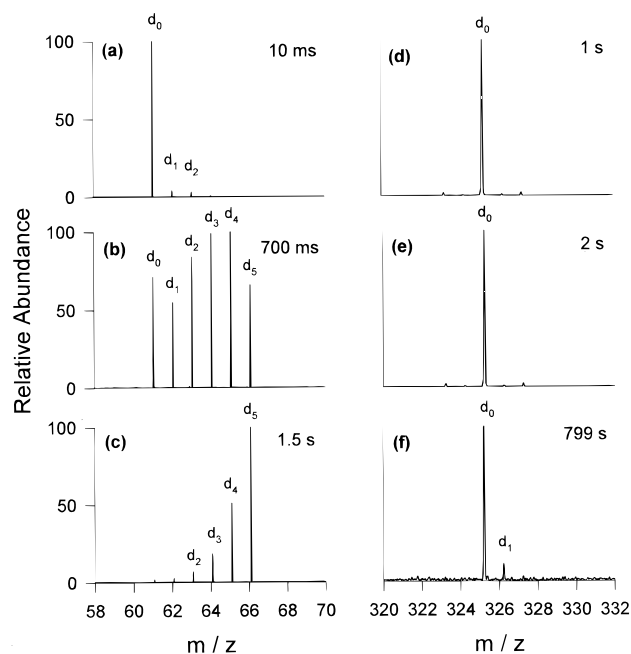 Relative Abundance
(a) 10 ms
d0
100
50
0
d1
d2
(b) 700 ms
100
50
0
d0
d1
d2
d3
d4
d5
(c) 1.5 s
100
50
0
d2
d3
d4
d5
58 60 62 64 66 68 70
m / z
(d) 1 s
d0
(e) 2 s
d0
(f) 799 s
d0
d1
320 322 324 326 328 330 332
m / z